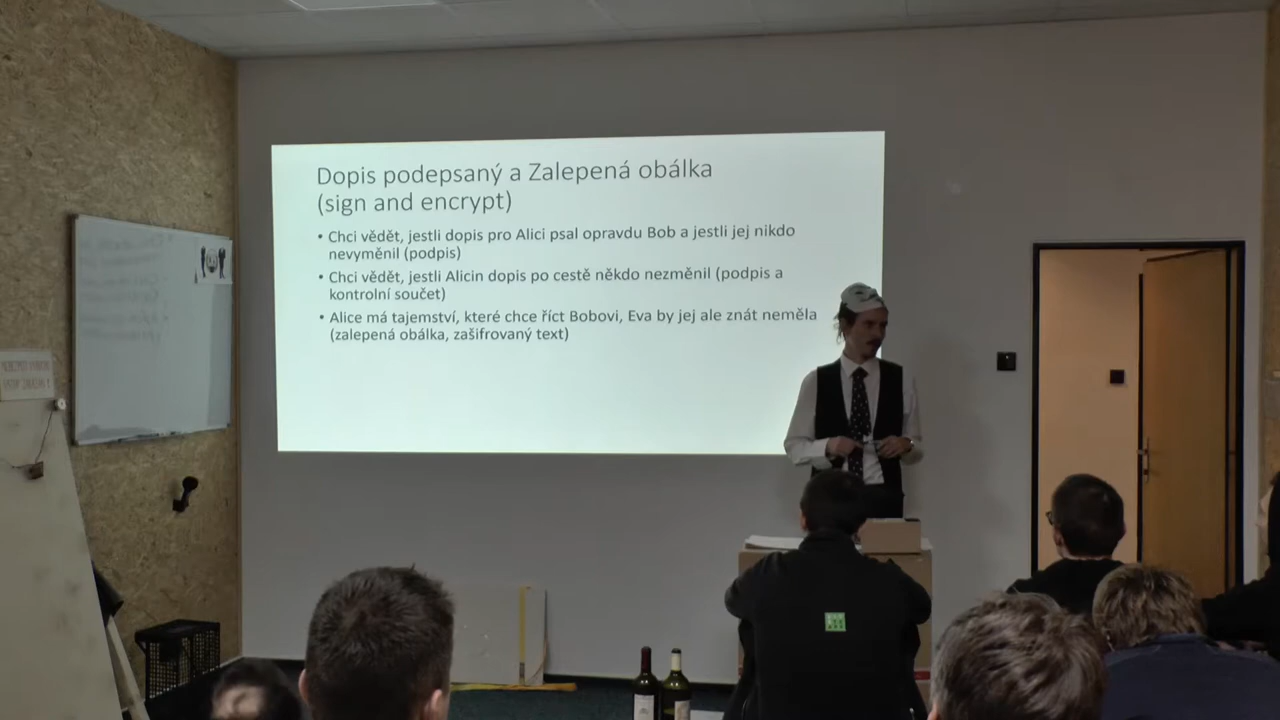 Dopis podepsaný a Zalepená obálka
(sign and encrypt)
• Chci vědět, jestli dopis pro Alici psal opravdu Bob a jestli jej nikdo
nevyměnil (podpis)
• Chci vědět, jestli Alicin dopis po cestě někdo nezměnil (podpis a
kontrolní součet)
• Alice má tajemství, které chce říct Bobovi, Eva by jej ale znát neměla
(zalepená obálka, zašifrovaný text)